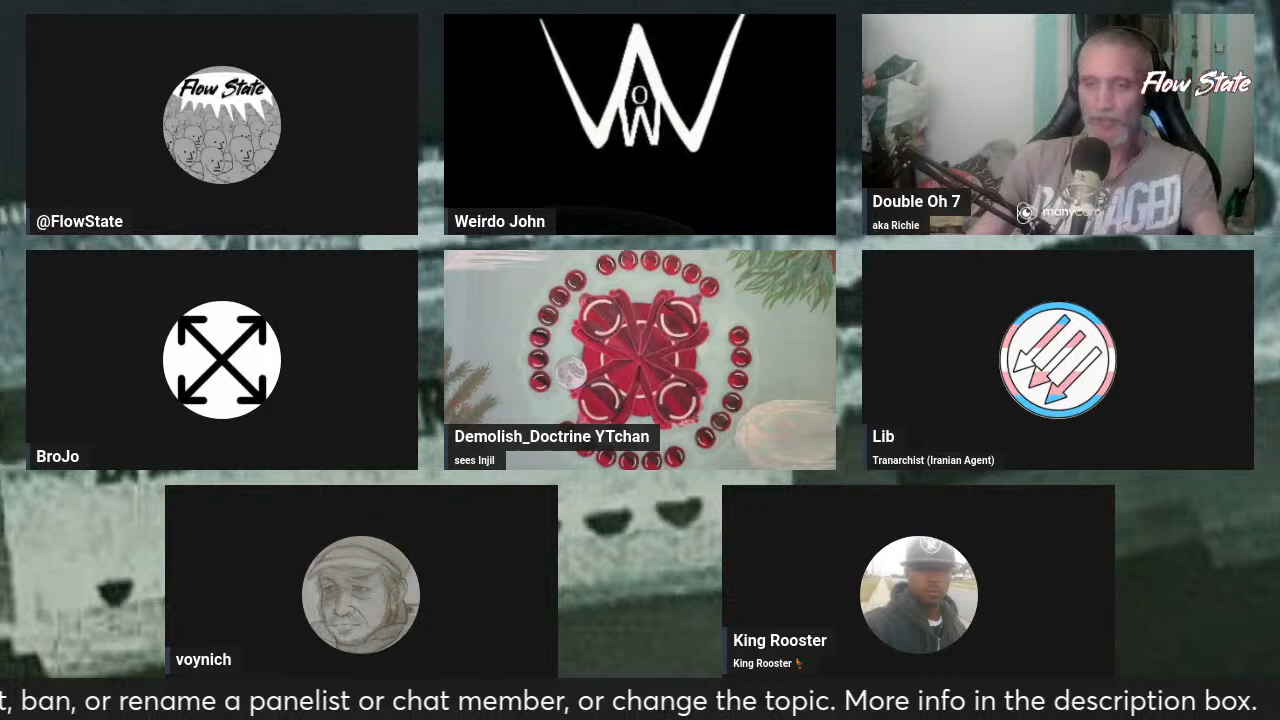 Flow State
@FlowState
Weirdo John
Flow State
manycam
Double Oh 7
aka Richie
BroJo
Demolish_Doctrine YTchan
sees Injil
Lib
Tranarchist (Iranian Agent)
voynich
King Rooster
King Rooster
t, ban, or rename a panelist or chat member, or change the topic. More info in the description box.